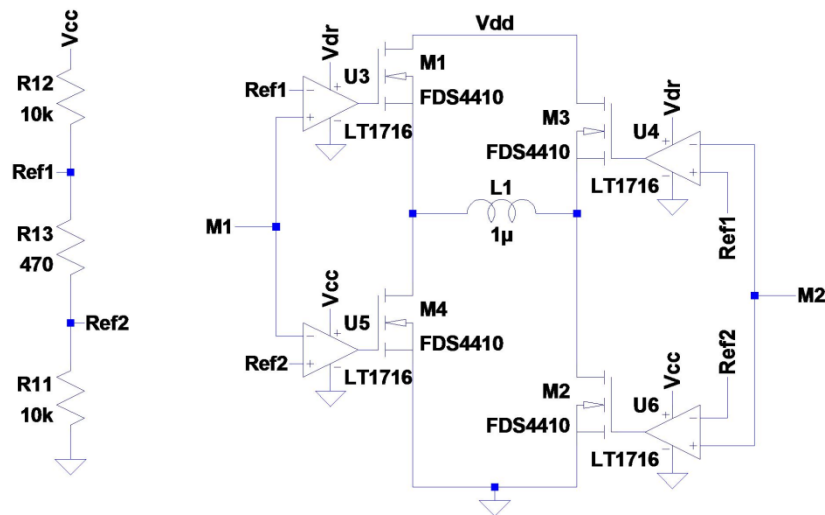 Vcc
R12
10k
Ref1
R13
470
Ref2
R11
10k
Vdd
Vdr
U3
M1
Ref1
FDS4410
LT1716
M1
Vcc
U5
M4
Ref2
FDS4410
LT1716
L1
1µ
M3
U4
Vdr
FDS4410
LT1716
Ref1
M2
M2
U6
Vcc
Ref2
FDS4410
LT1716